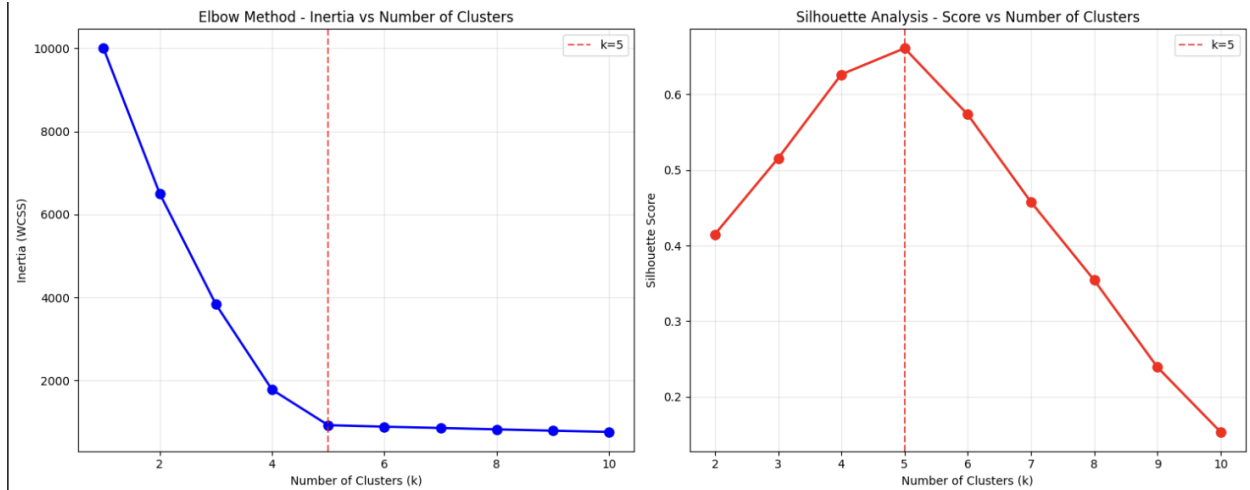 Elbow Method - Inertia vs Number of Clusters
k=5
10000
8000
6000
4000
2000
Inertia (WCSS)
2 4 6 8 10
Number of Clusters (k)
Silhouette Analysis - Score vs Number of Clusters
k=5
0.6
0.5
0.4
0.3
0.2
Silhouette Score
2 3 4 5 6 7 8 9 10
Number of Clusters (k)